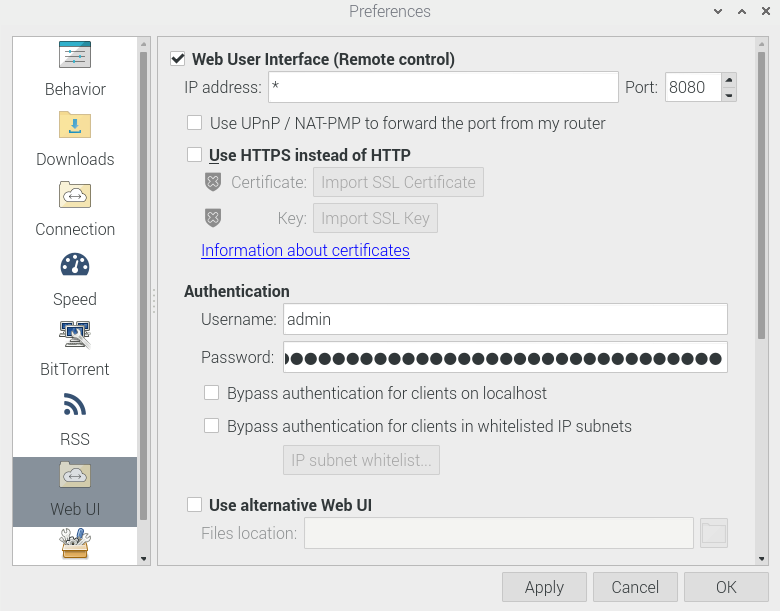 Preferences
Behavior
Downloads
Connection
Speed
BitTorrent
RSS
Web UI
Web User Interface (Remote control)
IP address: * Port: 8080
Use UPnP / NAT-PMP to forward the port from my router
Use HTTPS instead of HTTP
Certificate: Import SSL Certificate
Key: Import SSL Key
Information about certificates
Authentication
Username: admin
Password: ●●●●●●●●●●●●●●●●●●●●●●●●●●●●●●●●
Bypass authentication for clients on localhost
Bypass authentication for clients in whitelisted IP subnets
IP subnet whitelist...
Use alternative Web UI
Files location:
Apply Cancel OK